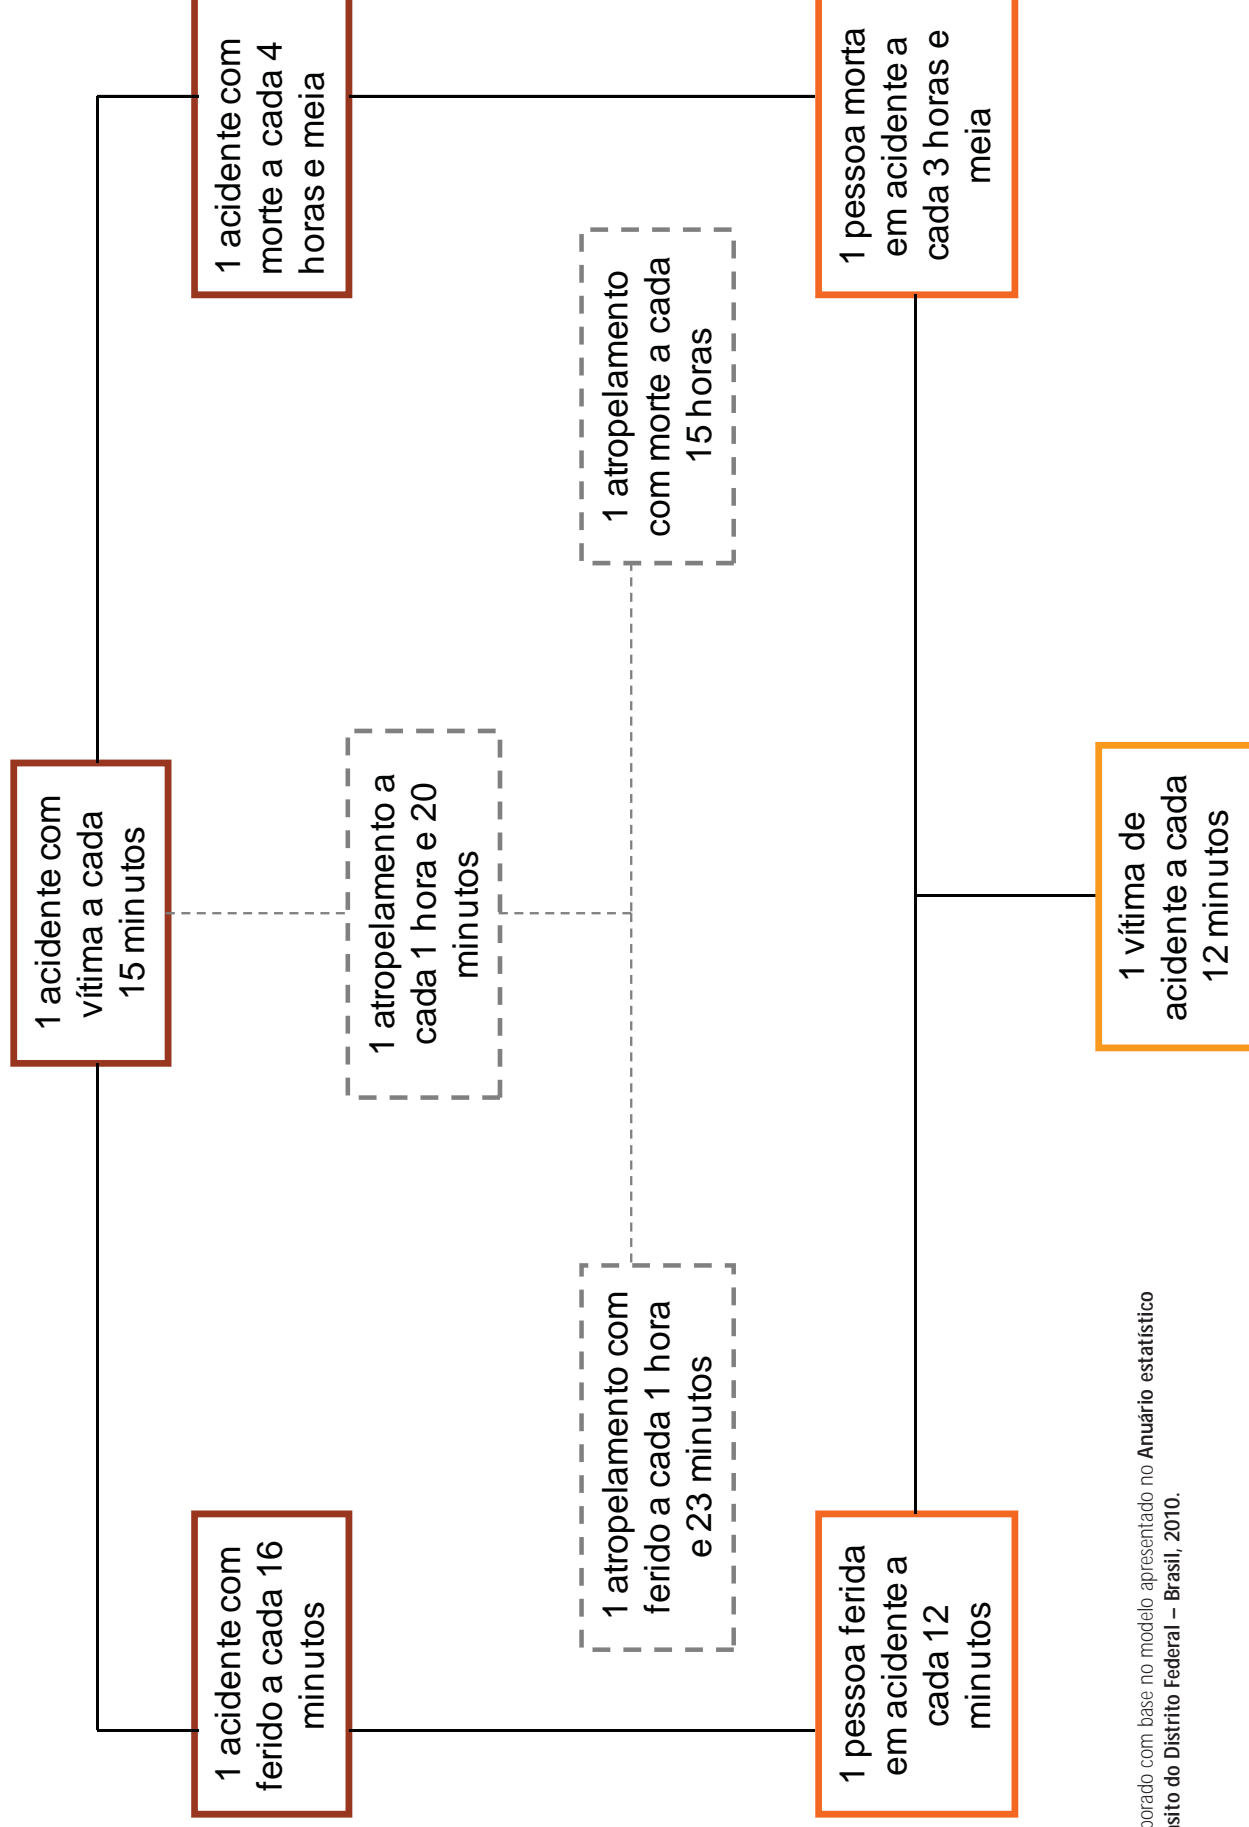 1 acidente com
vítima a cada
15 minutos
1 acidente com
ferido a cada 16
minutos
1 acidente com
morte a cada 4
horas e meia
1 atropelamento a
cada 1 hora e 20
minutos
1 atropelamento com
ferido a cada 1 hora
e 23 minutos
1 atropelamento
com morte a cada
15 horas
1 pessoa ferida
em acidente a
cada 12
minutos
1 pessoa morta
em acidente a
cada 3 horas e
meia
1 vítima de
acidente a cada
12 minutos
com base no modelo apresentado no Anuário estatístico
do Distrito Federal – Brasil, 2010.